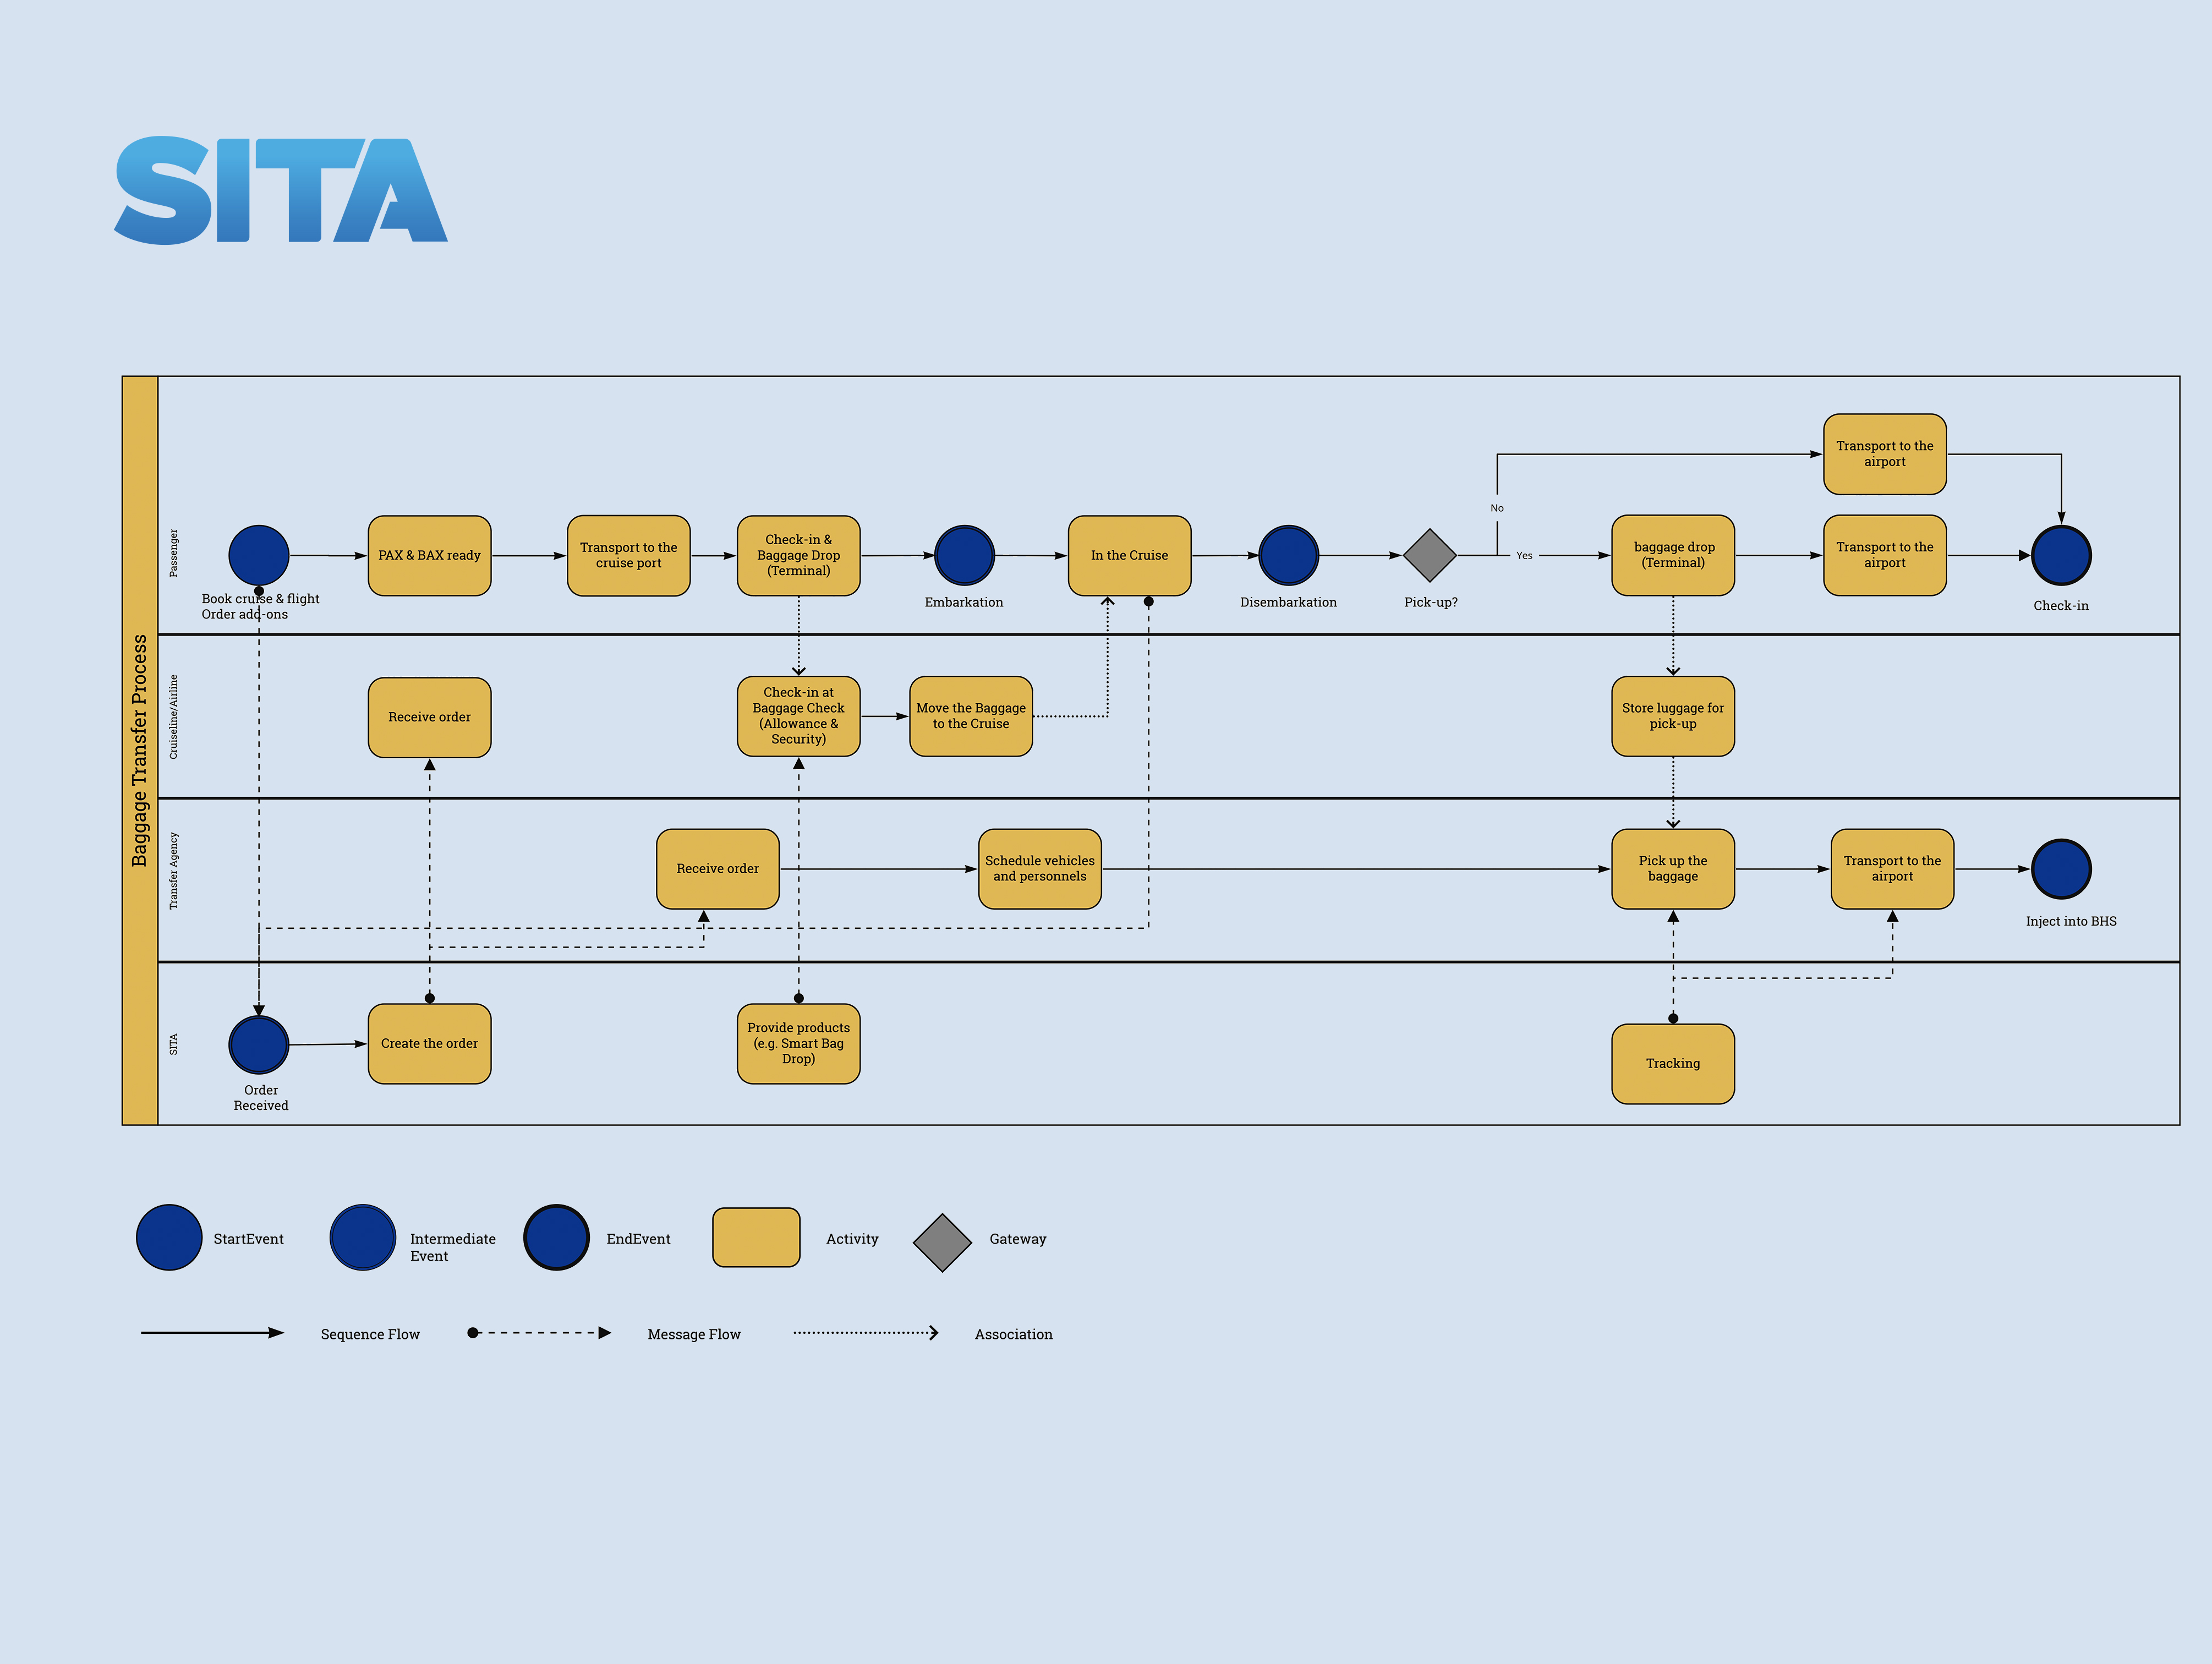 SITA
Baggage Transfer Process
Passenger
Book cruise & flight
Order add-ons
PAX & BAX ready
Transport to the
cruise port
Check-in &
Baggage Drop
(Terminal)
Embarkation
In the Cruise
Disembarkation
Pick-up?
No
Yes
Transport to the
airport
baggage drop
(Terminal)
Transport to the
airport
Check-in
Cruiseline/Airline
Receive order
Check-in at
Baggage Check
(Allowance &
Security)
Move the Baggage
to the Cruise
Store luggage for
pick-up
Transfer Agency
Receive order
Schedule vehicles
and personnels
Pick up the
baggage
Transport to the
airport
Inject into BHS
SITA
Order
Received
Create the order
Provide products
(e.g. Smart Bag
Drop)
Tracking
StartEvent
Intermediate
Event
EndEvent
Activity
Gateway
Sequence Flow
Message Flow
Association